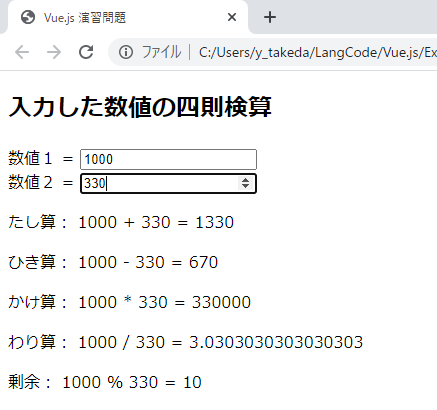 Vue.js 演習問題
ファイル | C:/Users/y_takeda/LangCode/Vue.js/Ex
入力した数値の四則検算
数値１ = 1000
数値２ = 330
たし算： 1000 + 330 = 1330
ひき算： 1000 - 330 = 670
かけ算： 1000 * 330 = 330000
わり算： 1000 / 330 = 3.0303030303030303
剰余： 1000 % 330 = 10